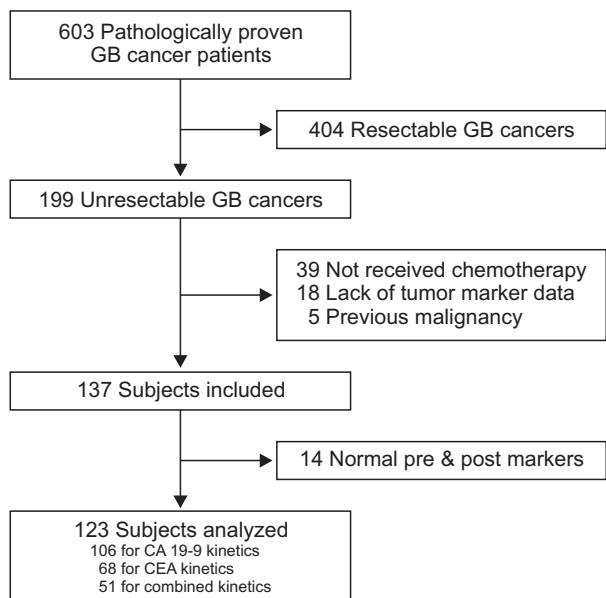 603 Pathologically proven
GB cancer patients
404 Resectable GB cancers
199 Unresectable GB cancers
39 Not received chemotherapy
18 Lack of tumor marker data
5 Previous malignancy
137 Subjects included
14 Normal pre & post markers
123 Subjects analyzed
106 for CA 19-9 kinetics
68 for CEA kinetics
51 for combined kinetics